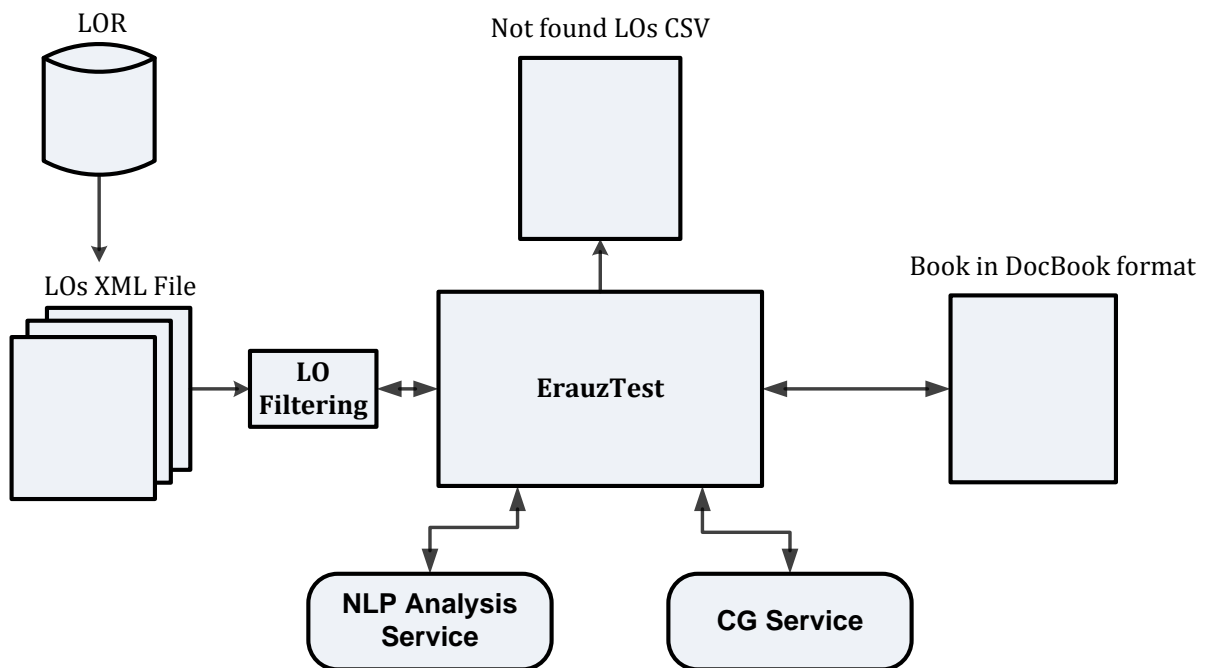 LOR
Not found LOs CSV
Book in DocBook format
LOs XML File
LO
Filtering
ErauzTest
NLP Analysis
Service
CG Service